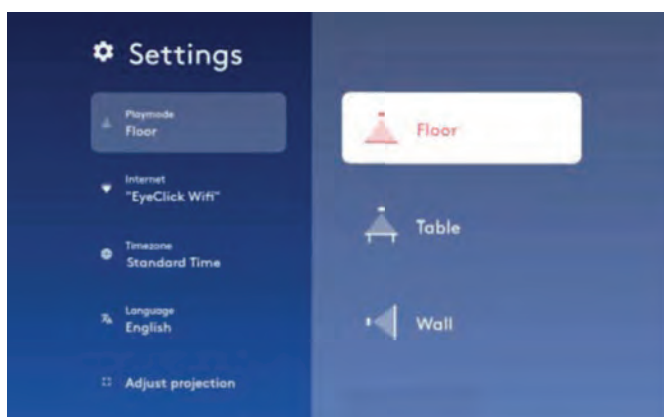 Settings
Playmode
Floor
Internet
"EyeClick Wifi"
Timezone
Standard Time
Language
English
Adjust projection
Floor
Table
Wall